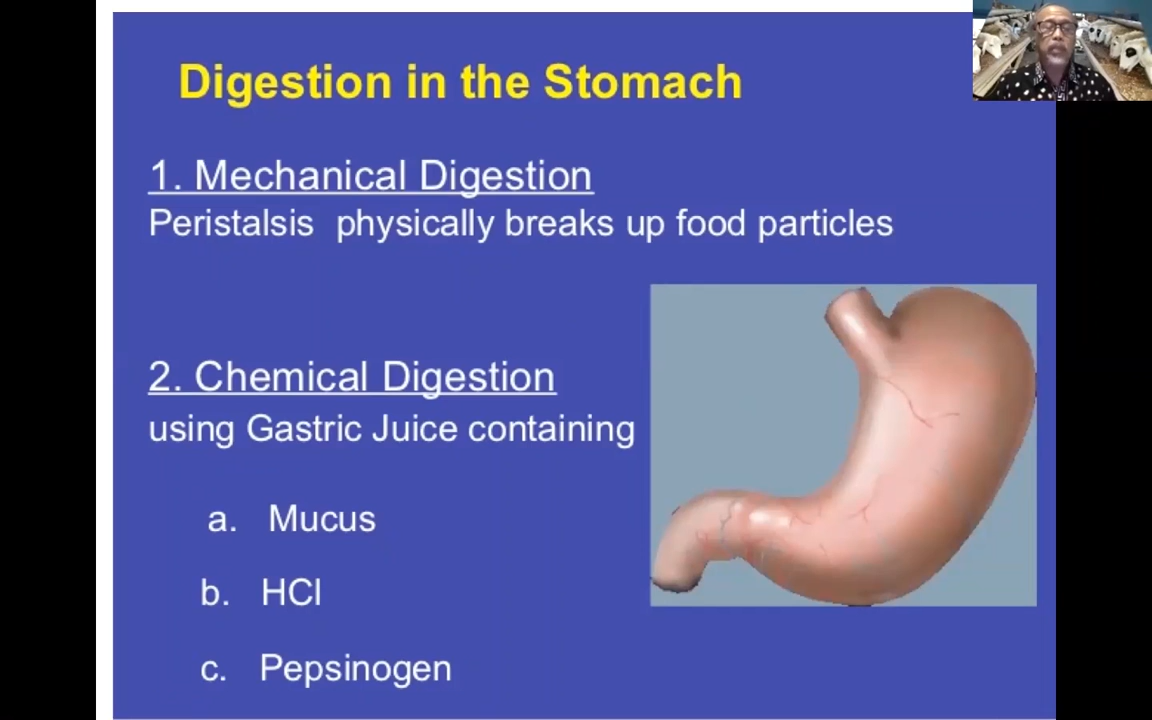 Digestion in the Stomach
1. Mechanical Digestion
Peristalsis physically breaks up food particles
2. Chemical Digestion
using Gastric Juice containing
a. Mucus
b. HCl
c. Pepsinogen